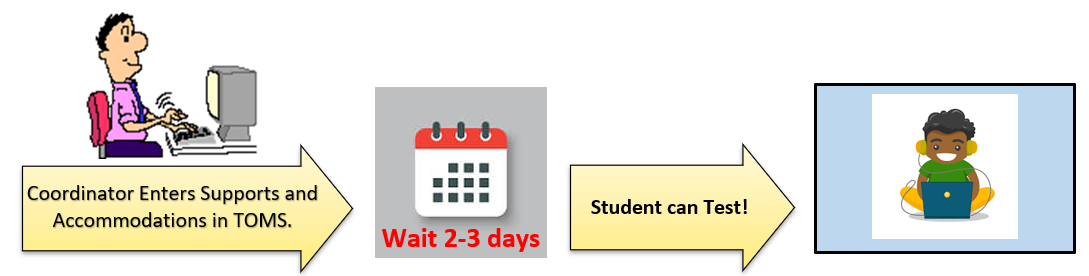 Coordinator Enters Supports and
Accommodations in TOMS.
Wait 2-3 days
Student can Test!